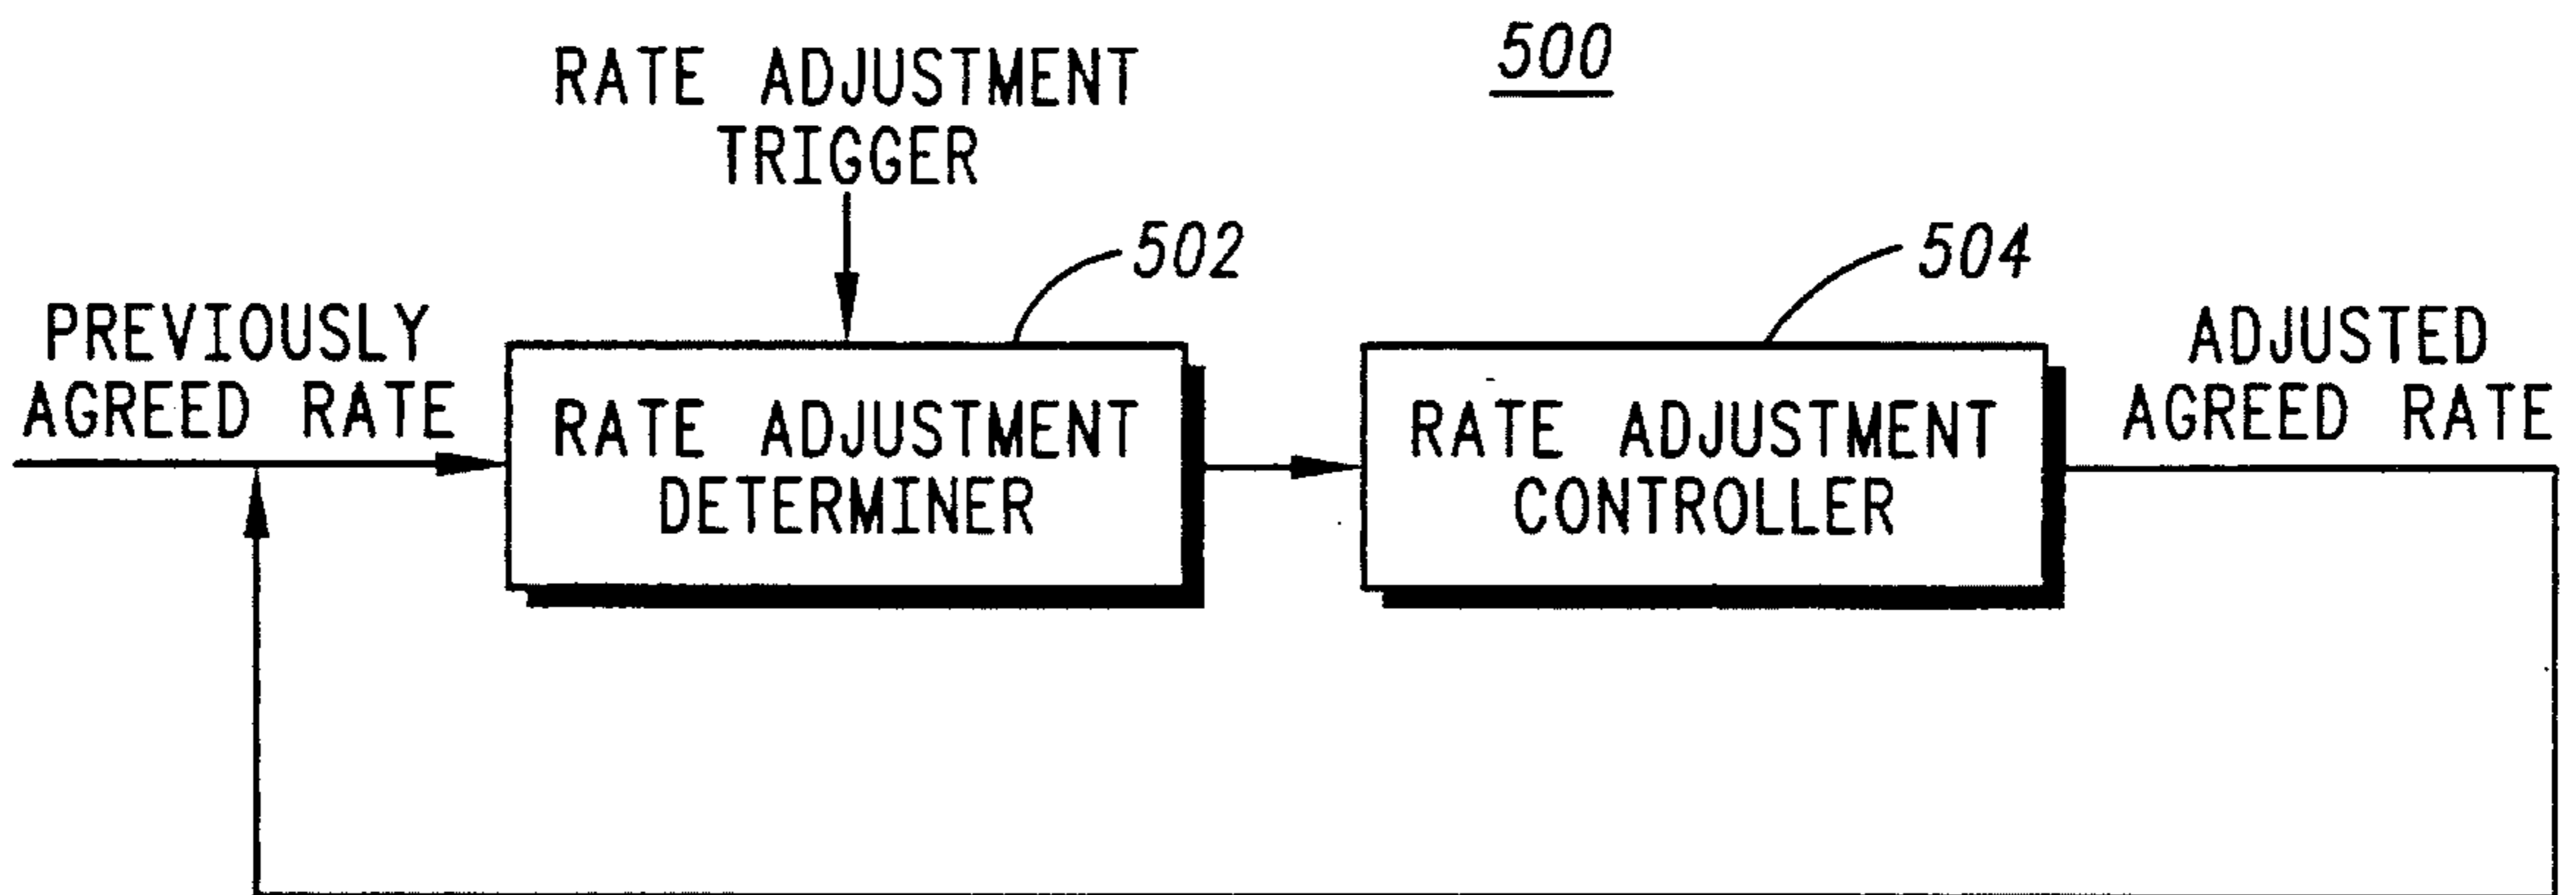 500
RATE ADJUSTMENT
TRIGGER
502
504
PREVIOUSLY
AGREED RATE
RATE ADJUSTMENT
DETERMINER
RATE ADJUSTMENT
CONTROLLER
ADJUSTED
AGREED RATE